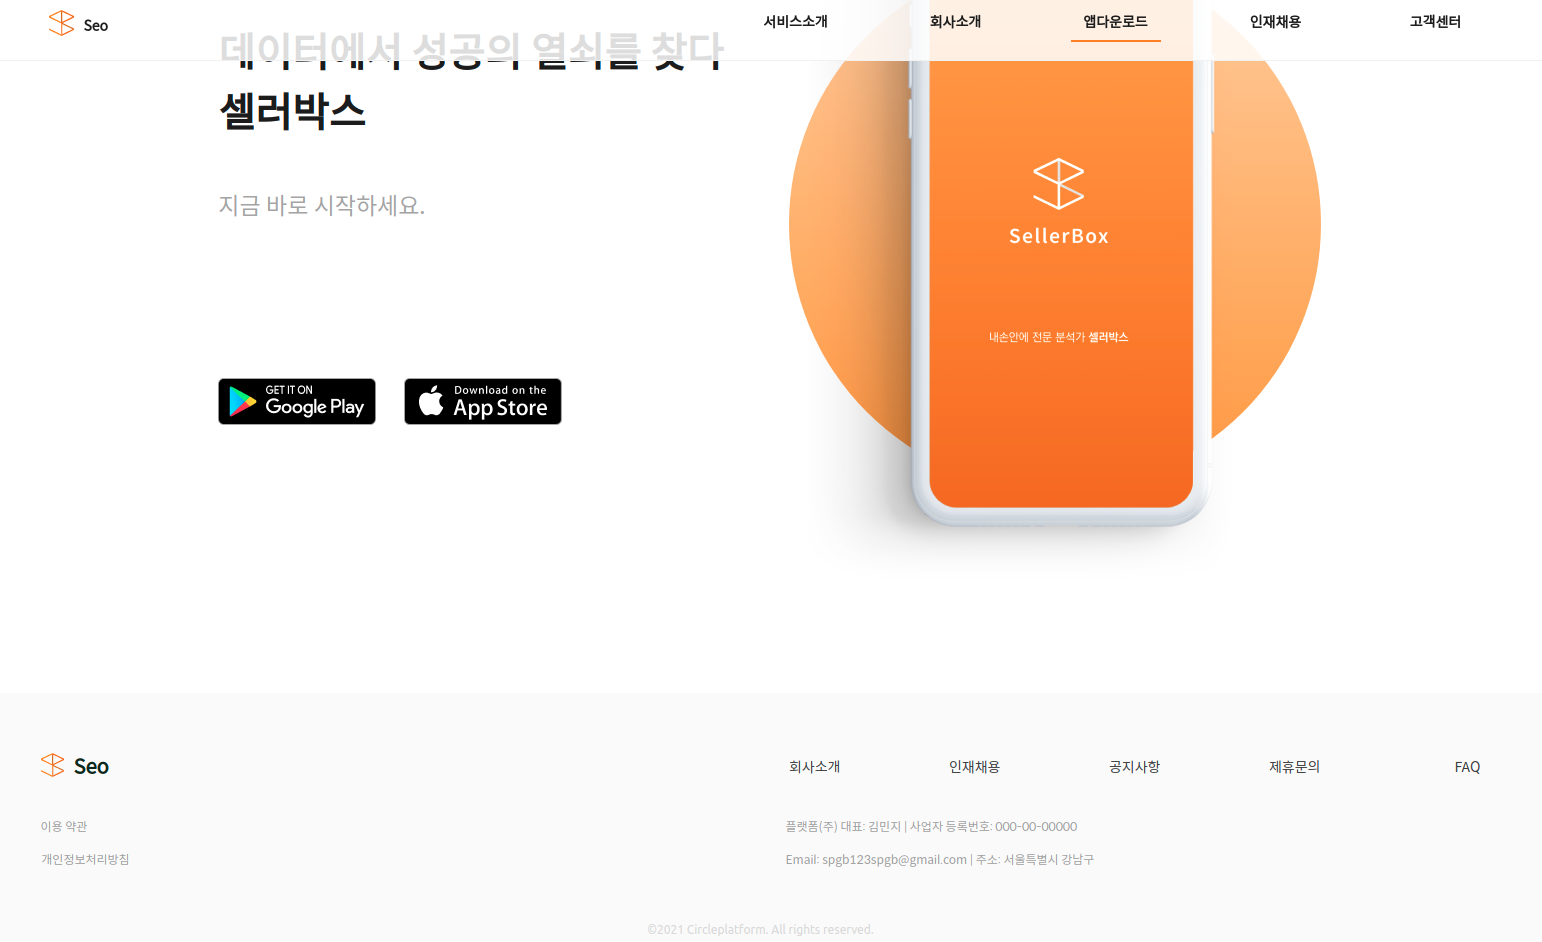 Seo
서비스소개
회사소개
앱다운로드
인재채용
고객센터
데이터에서 성공의 열쇠를 찾다
셀러박스
지금 바로 시작하세요.
GET IT ON
Google Play
Download on the
App Store
SellerBox
내손안에 전문 분석가 셀러박스
Seo
회사소개
인재채용
공지사항
제휴문의
FAQ
이용 약관
플랫폼(주) 대표: 김민지 | 사업자 등록번호: 000-00-00000
개인정보처리방침
Email: spgb123spgb@gmail.com | 주소: 서울특별시 강남구
©2021 Circleplatform. All rights reserved.